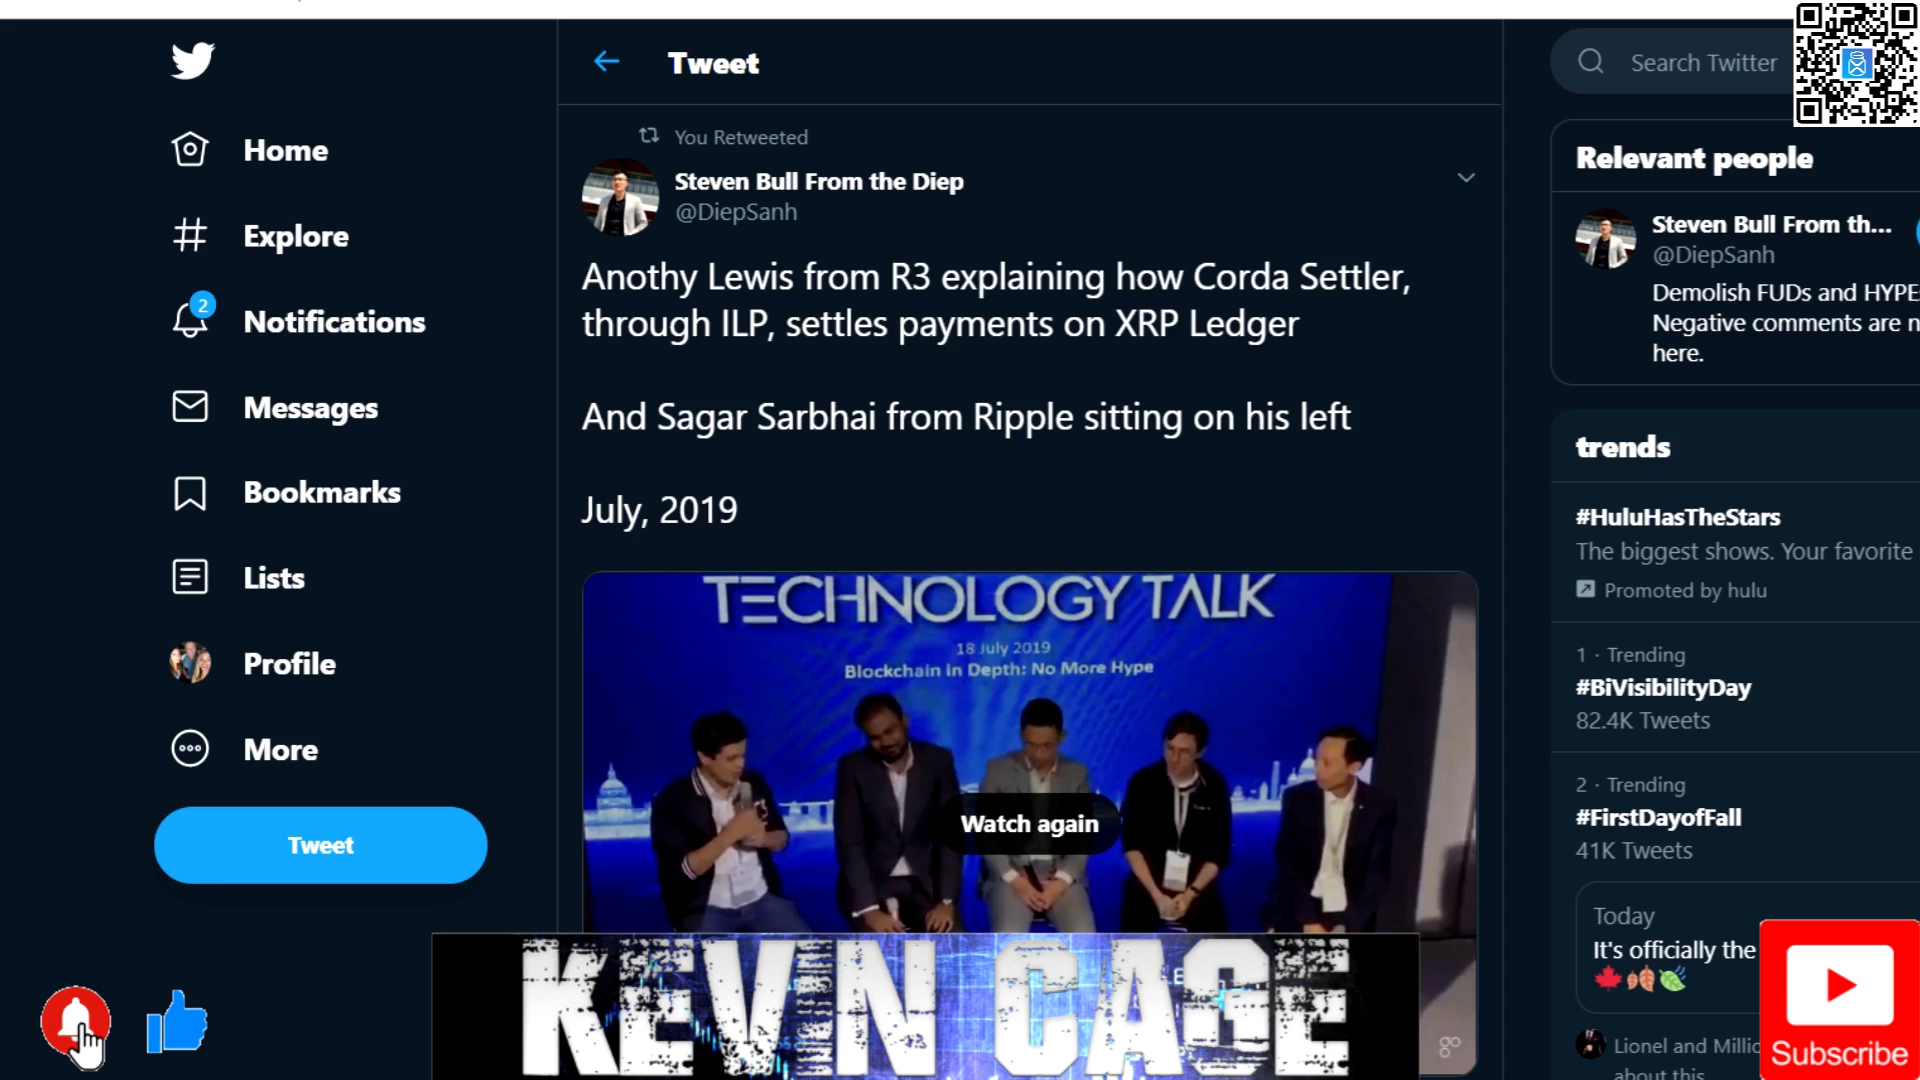 Tweet
Search Twitter
You Retweeted
Steven Bull From the Diep
@DiepSanh
Anothy Lewis from R3 explaining how Corda Settler,
through ILP, settles payments on XRP Ledger
And Sagar Sarbhai from Ripple sitting on his left
July, 2019
TECHNOLOGY TALK
18 July 2019
Blockchain in Depth: No More Hype
Watch again
Home
Explore
2
Notifications
Messages
Bookmarks
Lists
Profile
More
Tweet
Relevant people
Steven Bull From th...
@DiepSanh
Demolish FUDs and HYPE
Negative comments are n
here.
trends
#HuluHasTheStars
The biggest shows. Your favorite
Promoted by hulu
1 · Trending
#BiVisibilityDay
82.4K Tweets
2 · Trending
#FirstDayofFall
41K Tweets
Today
It's officially the
Lionel and Millic
about this
KEVIN CAGE
Subscribe